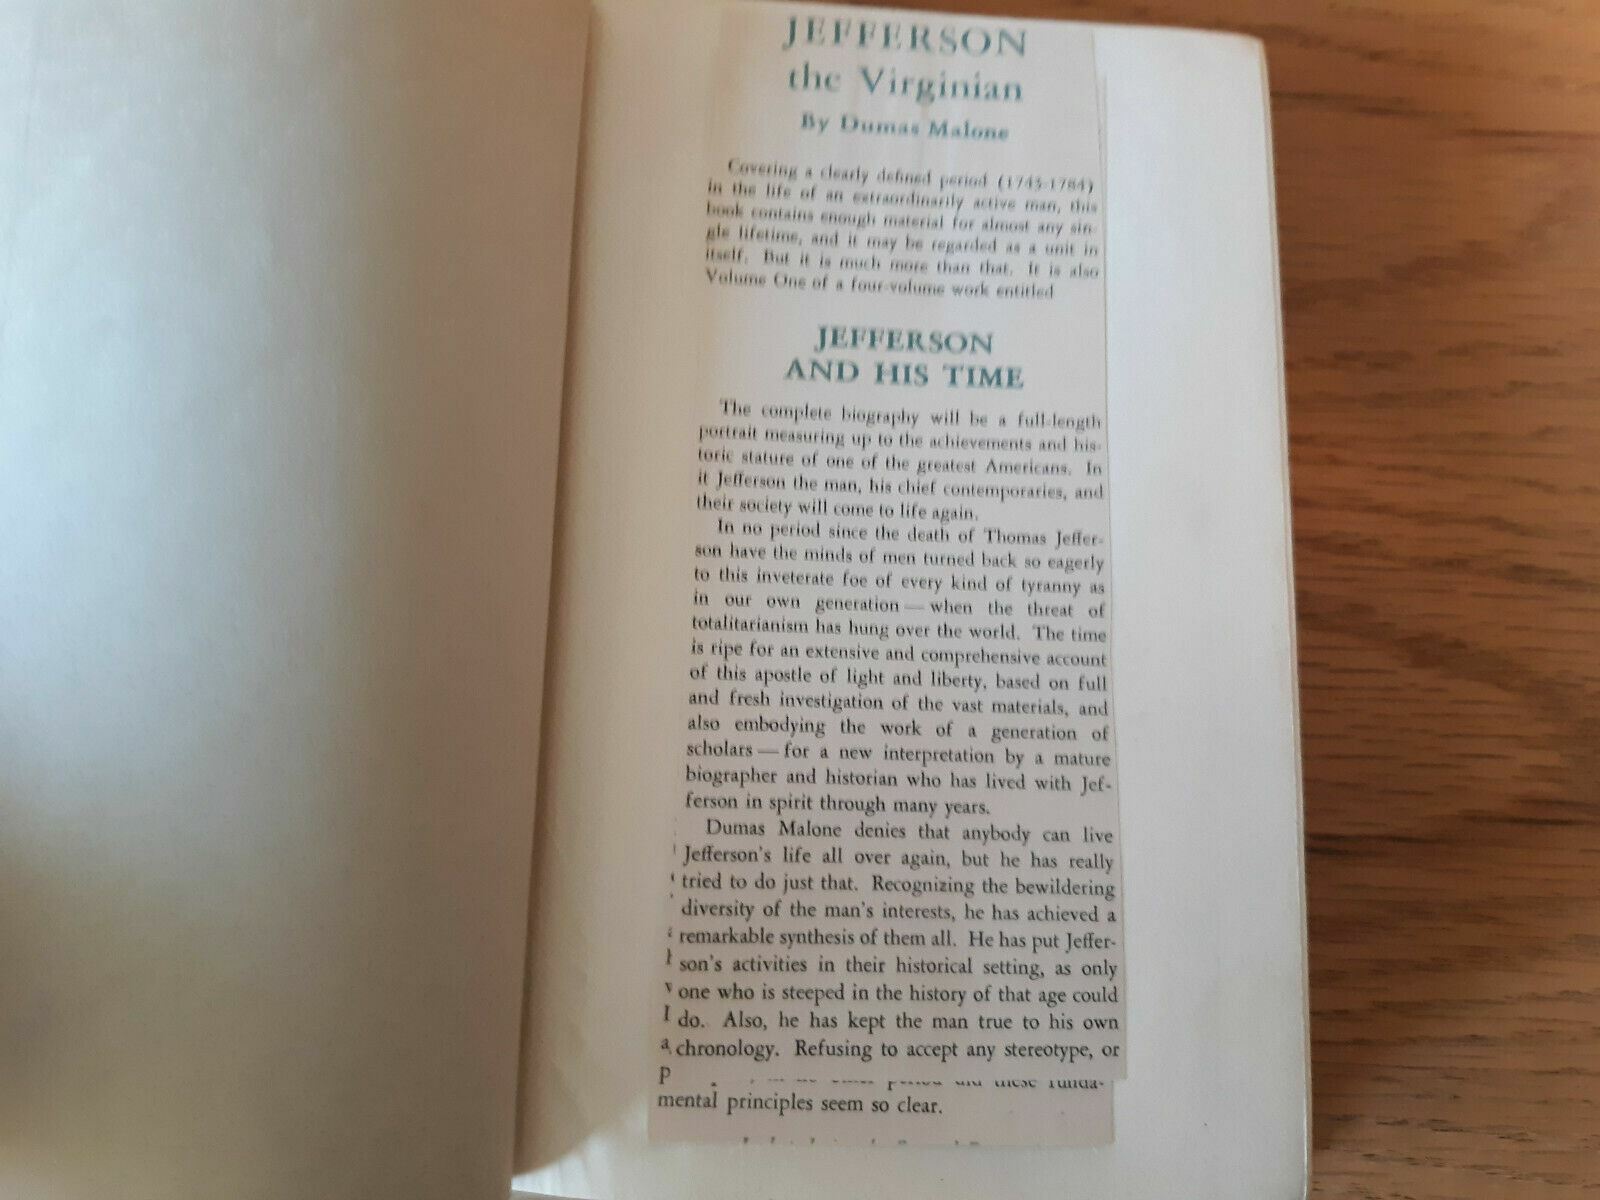 JEFFERSON
the Virginian
By Dumas Malone
Covering a clearly defined period (1743-1784)
in the life of an extraordinarily active man, this
book contains enough material for almost any sin-
gle lifetime, and it may be regarded as a unit in
itself. But it is much more than that. It is also
Volume One of a four-volume work entitled
JEFFERSON
AND HIS TIME
The complete biography will be a full-length
portrait measuring up to the achievements and his-
toric stature of one of the greatest Americans. In
it Jefferson the man, his chief contemporaries, and
their society will come to life again.
In no period since the death of Thomas Jeffer-
son have the minds of men turned back so eagerly
to this inveterate foe of every kind of tyranny as
in our own generation — when the threat of
totalitarianism has hung over the world. The time
is ripe for an extensive and comprehensive account
of this apostle of light and liberty, based on full
and fresh investigation of the vast materials, and
also embodying the work of a generation of
scholars — for a new interpretation by a mature
biographer and historian who has lived with Jef-
ferson in spirit through many years.
Dumas Malone denies that anybody can live
Jefferson's life all over again, but he has really
tried to do just that. Recognizing the bewildering
diversity of the man's interests, he has achieved a
remarkable synthesis of them all. He has put Jeffer-
son's activities in their historical setting, as only
one who is steeped in the history of that age could
do. Also, he has kept the man true to his own
chronology. Refusing to accept any stereotype, or
period did these funda-
mental principles seem so clear.